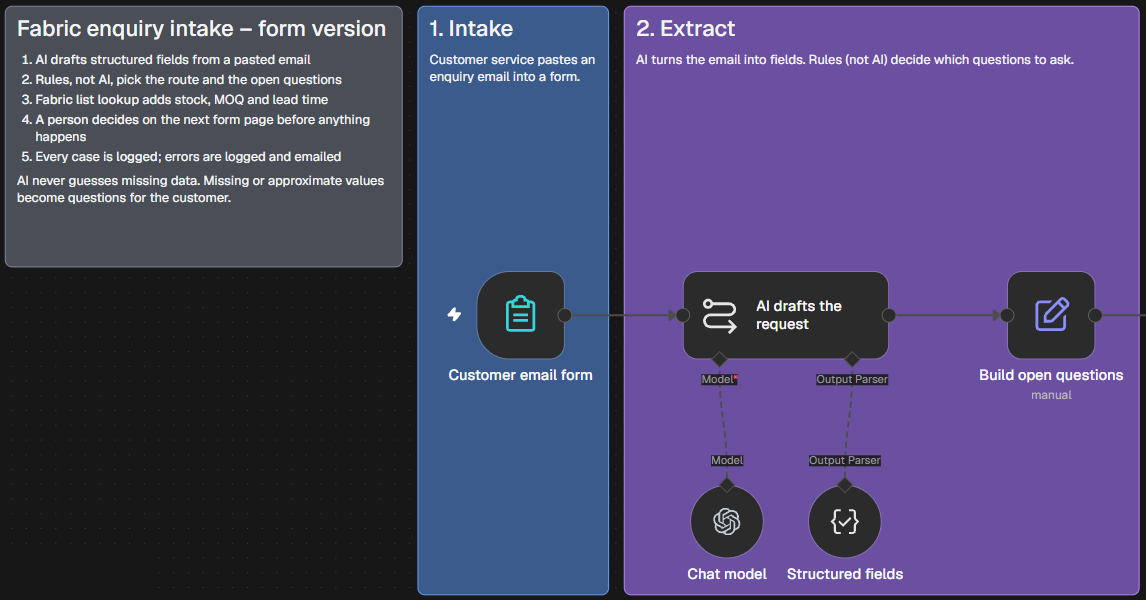 Fabric enquiry intake – form version
1. AI drafts structured fields from a pasted email
2. Rules, not AI, pick the route and the open questions
3. Fabric list lookup adds stock, MOQ and lead time
4. A person decides on the next form page before anything
happens
5. Every case is logged; errors are logged and emailed
AI never guesses missing data. Missing or approximate values
become questions for the customer.
1. Intake
Customer service pastes an
enquiry email into a form.
Customer email form
2. Extract
AI turns the email into fields. Rules (not AI) decide which questions to ask.
AI drafts the
request
Model*
Output Parser
Model
Output Parser
Chat model
Structured fields
Build open questions
manual